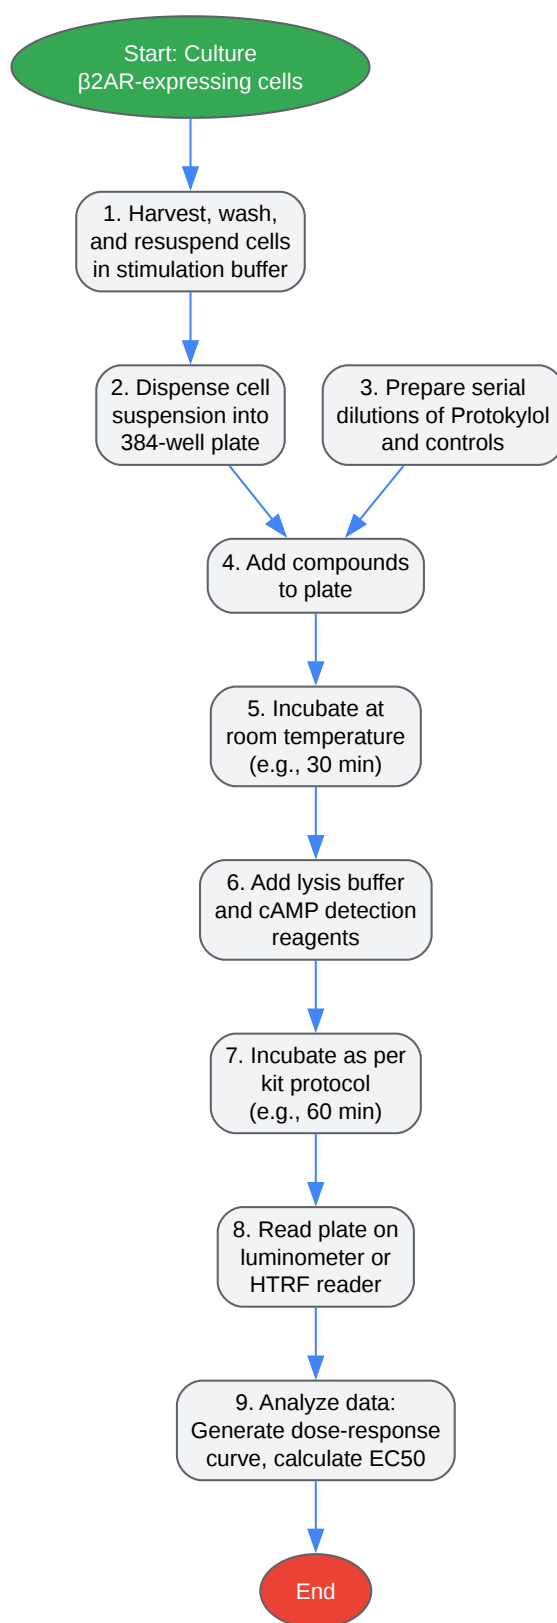 Start: Culture
β2AR-expressing cells
1. Harvest, wash,
and resuspend cells
in stimulation buffer
2. Dispense cell
suspension into
384-well plate
3. Prepare serial
dilutions of Protokylol
and controls
4. Add compounds
to plate
5. Incubate at
room temperature
(e.g., 30 min)
6. Add lysis buffer
and cAMP detection
reagents
7. Incubate as per
kit protocol
(e.g., 60 min)
8. Read plate on
luminometer or
HTRF reader
9. Analyze data:
Generate dose-response
curve, calculate EC50
End